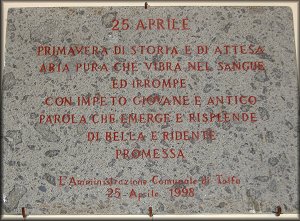 25 APRILE
PRIMAVERA DI STORIA E DI ATTESA
ARIA PURA CHE VIBRA NEL SANGUE
ED IRROMPE
CON IMPETO GIOVANE E ANTICO
PAROLA CHE EMERGE E RISPLENDE
DI BELLA E RIDENTE
PROMESSA
L'Amministrazione Comunale di Tolfa
25 Aprile 1998